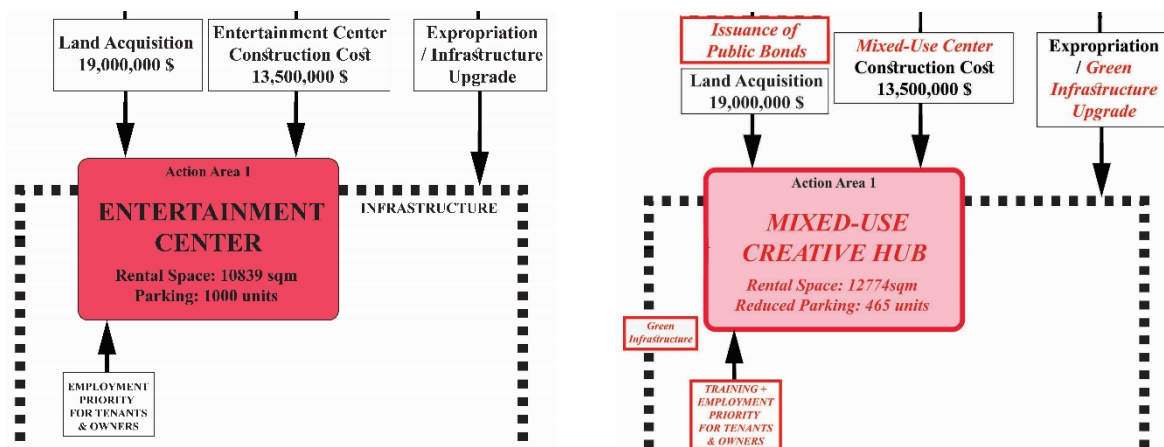 Land Acquisition
19,000,000 $
Entertainment Center
Construction Cost
13,500,000 $
Expropriation
/ Infrastructure
Upgrade
Action Area 1
ENTERTAINMENT
CENTER
Rental Space: 10839 sqm
Parking: 1000 units
INFRASTRUCTURE
EMPLOYMENT
PRIORITY
FOR TENANTS
& OWNERS
Issuance of
Public Bonds
Land Acquisition
19,000,000 $
Mixed-Use Center
Construction Cost
13,500,000 $
Expropriation
/ Green
Infrastructure
Upgrade
Action Area 1
MIXED-USE
CREATIVE HUB
Rental Space: 12774sqm
Reduced Parking: 465 units
Green
Infrastructure
TRAINING +
EMPLOYMENT
PRIORITY
FOR TENANTS
& OWNERS